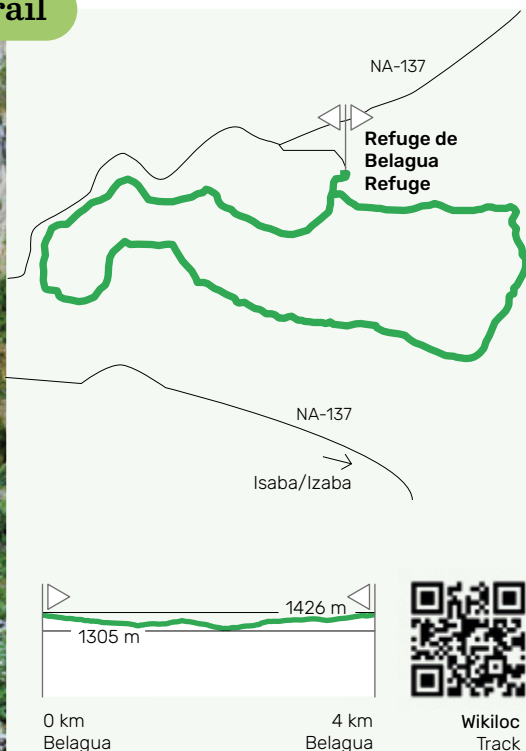 rail
NA-137
Refuge de
Belagua
Refuge
NA-137
Isaba/Izaba
1426 m
1305 m
0 km
Belagua
4 km
Belagua
Wikiloc
Track